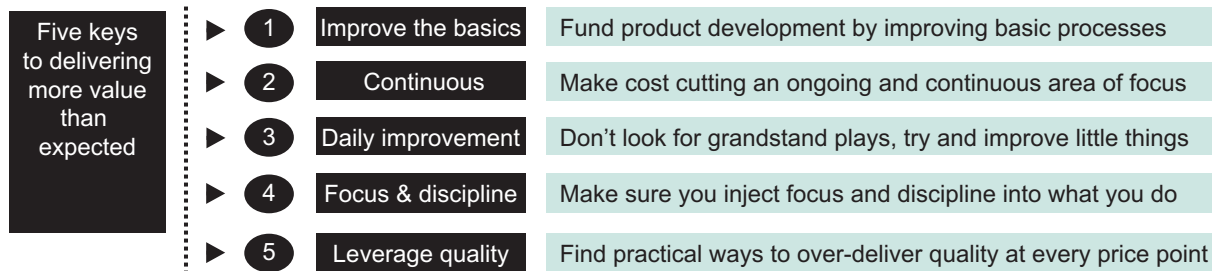 Five keys
to delivering
more value
than
expected
1 Improve the basics Fund product development by improving basic processes
2 Continuous Make cost cutting an ongoing and continuous area of focus
3 Daily improvement Don’t look for grandstand plays, try and improve little things
4 Focus & discipline Make sure you inject focus and discipline into what you do
5 Leverage quality Find practical ways to over-deliver quality at every price point